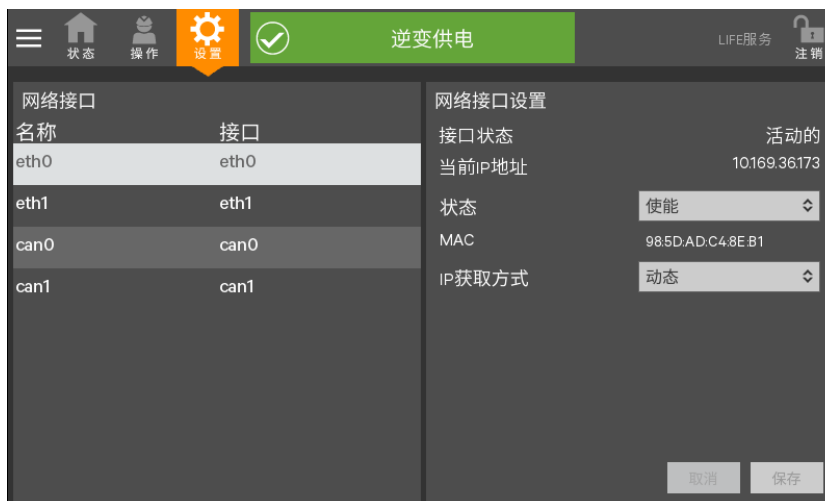 状态
操作
设置
逆变供电
LIFE服务
注销
网络接口
名称 接口
eth0 eth0
eth1 eth1
can0 can0
can1 can1
网络接口设置
接口状态 活动的
当前IP地址 10.169.36.173
状态 使能
MAC 98:5D:AD:C4:8E:B1
IP获取方式 动态
取消 保存